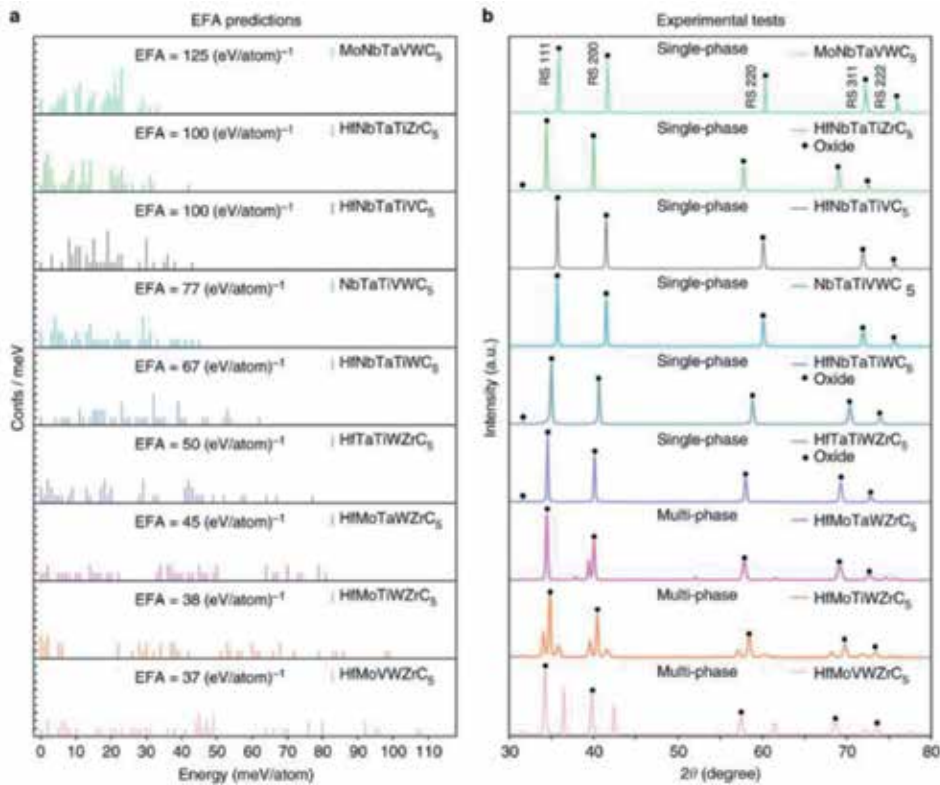 a
EFA predictions
EFA = 125 (eV/atom)⁻¹
MoNbTaVWC₅
EFA = 100 (eV/atom)⁻¹
HfNbTaTiZrC₅
EFA = 100 (eV/atom)⁻¹
HfNbTaTiVC₅
EFA = 77 (eV/atom)⁻¹
NbTaTiVWC₅
EFA = 67 (eV/atom)⁻¹
HfNbTaTiWC₅
EFA = 50 (eV/atom)⁻¹
HfTaTiWZrC₅
EFA = 45 (eV/atom)⁻¹
HfMoTaWZrC₅
EFA = 38 (eV/atom)⁻¹
HfMoTiWZrC₅
EFA = 37 (eV/atom)⁻¹
HfMoVWZrC₅
Confs / meV
0 10 20 30 40 50 60 70 80 90 100 110
Energy (meV/atom)
b
Experimental tests
RS 111
RS 200
RS 220
RS 311
RS 222
Single-phase
MoNbTaVWC₅
Single-phase
HfNbTaTiZrC₅
Oxide
Single-phase
HfNbTaTiVC₅
Single-phase
NbTaTiVWC₅
Single-phase
HfNbTaTiWC₅
Oxide
Single-phase
HfTaTiWZrC₅
Oxide
Multi-phase
HfMoTaWZrC₅
Multi-phase
HfMoTiWZrC₅
Multi-phase
HfMoVWZrC₅
Intensity (a.u.)
30 40 50 60 70 80
2θ (degree)